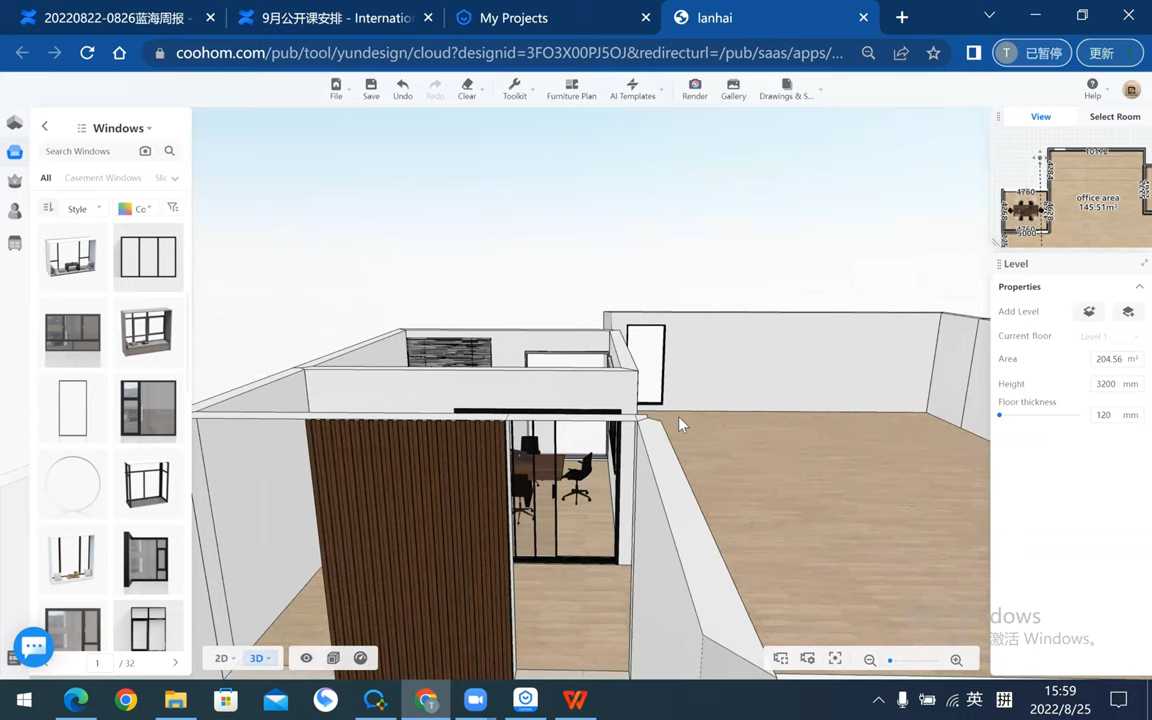 20220822-0826蓝海周报 -
9月公开课安排 - Internatio
My Projects
lanhai
coohom.com/pub/tool/yundesign/cloud?designid=3FO3X00PJ5OJ&redirecturl=/pub/saas/apps/...
T 已暂停
更新
File
Save
Undo
Redo
Clear
Toolkit
Furniture Plan
AI Templates
Render
Gallery
Drawings & S...
Help
Windows
Search Windows
All Casement Windows Sli
Style
Co
1 / 32
2D
3D
View
Select Room
4760
4760
5000
office area
145.51m²
Level
Properties
Add Level
Current floor Level 1
Area 204.56 m²
Height 3200 mm
Floor thickness
120 mm
激活 Windows。
英
拼
15:59
2022/8/25